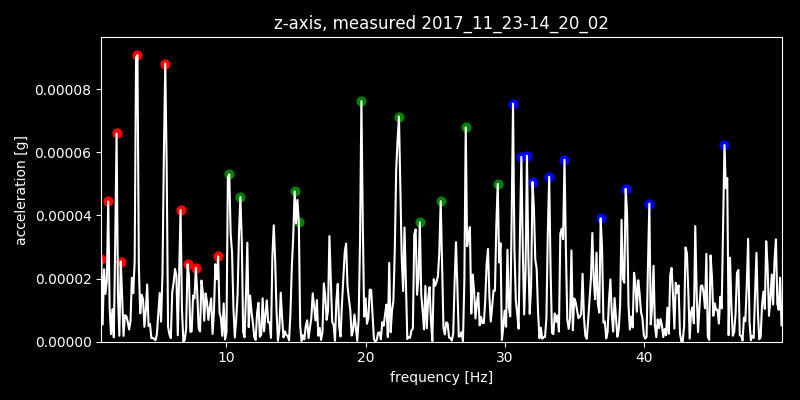 z-axis, measured 2017_11_23-14_20_02
acceleration [g]
0.00008
0.00006
0.00004
0.00002
0.00000
10 20 30 40
frequency [Hz]